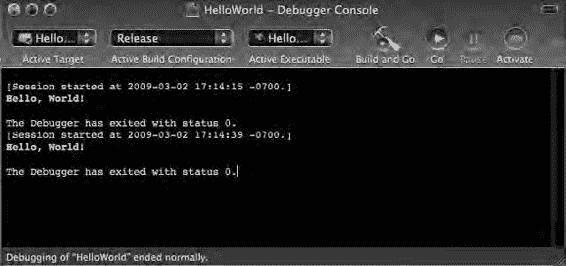 HelloWorld – Debugger Console
Hello... Release Hello...
Active Target Active Build Configuration Active Executable Build and Go Go Pause Activate
[Session started at 2009-03-02 17:14:15 -0700.]
Hello, World!
The Debugger has exited with status 0.
[Session started at 2009-03-02 17:14:39 -0700.]
Hello, World!
The Debugger has exited with status 0.
Debugging of "HelloWorld" ended normally.